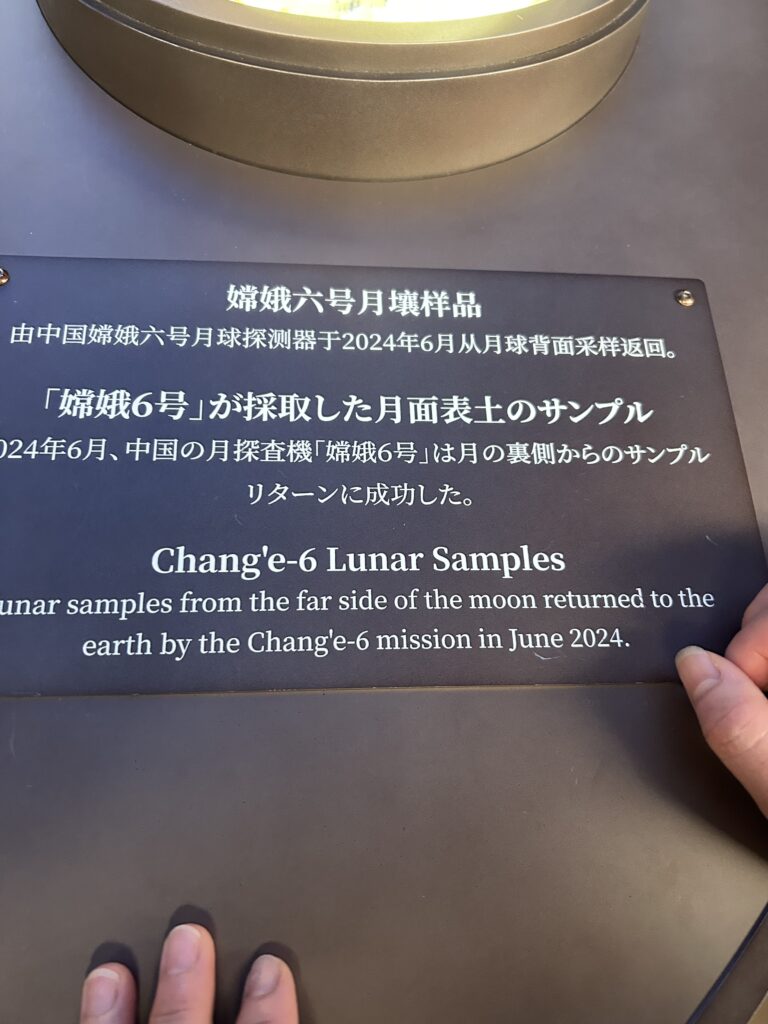 嫦娥六号月壤样品
由中国嫦娥六号月球探测器于2024年6月从月球背面采样返回。
「嫦娥6号」が採取した月面表土のサンプル
024年6月、中国の月探査機「嫦娥6号」は月の裏側からのサンプル
リターンに成功した。
Chang'e-6 Lunar Samples
unar samples from the far side of the moon returned to the
earth by the Chang'e-6 mission in June 2024.